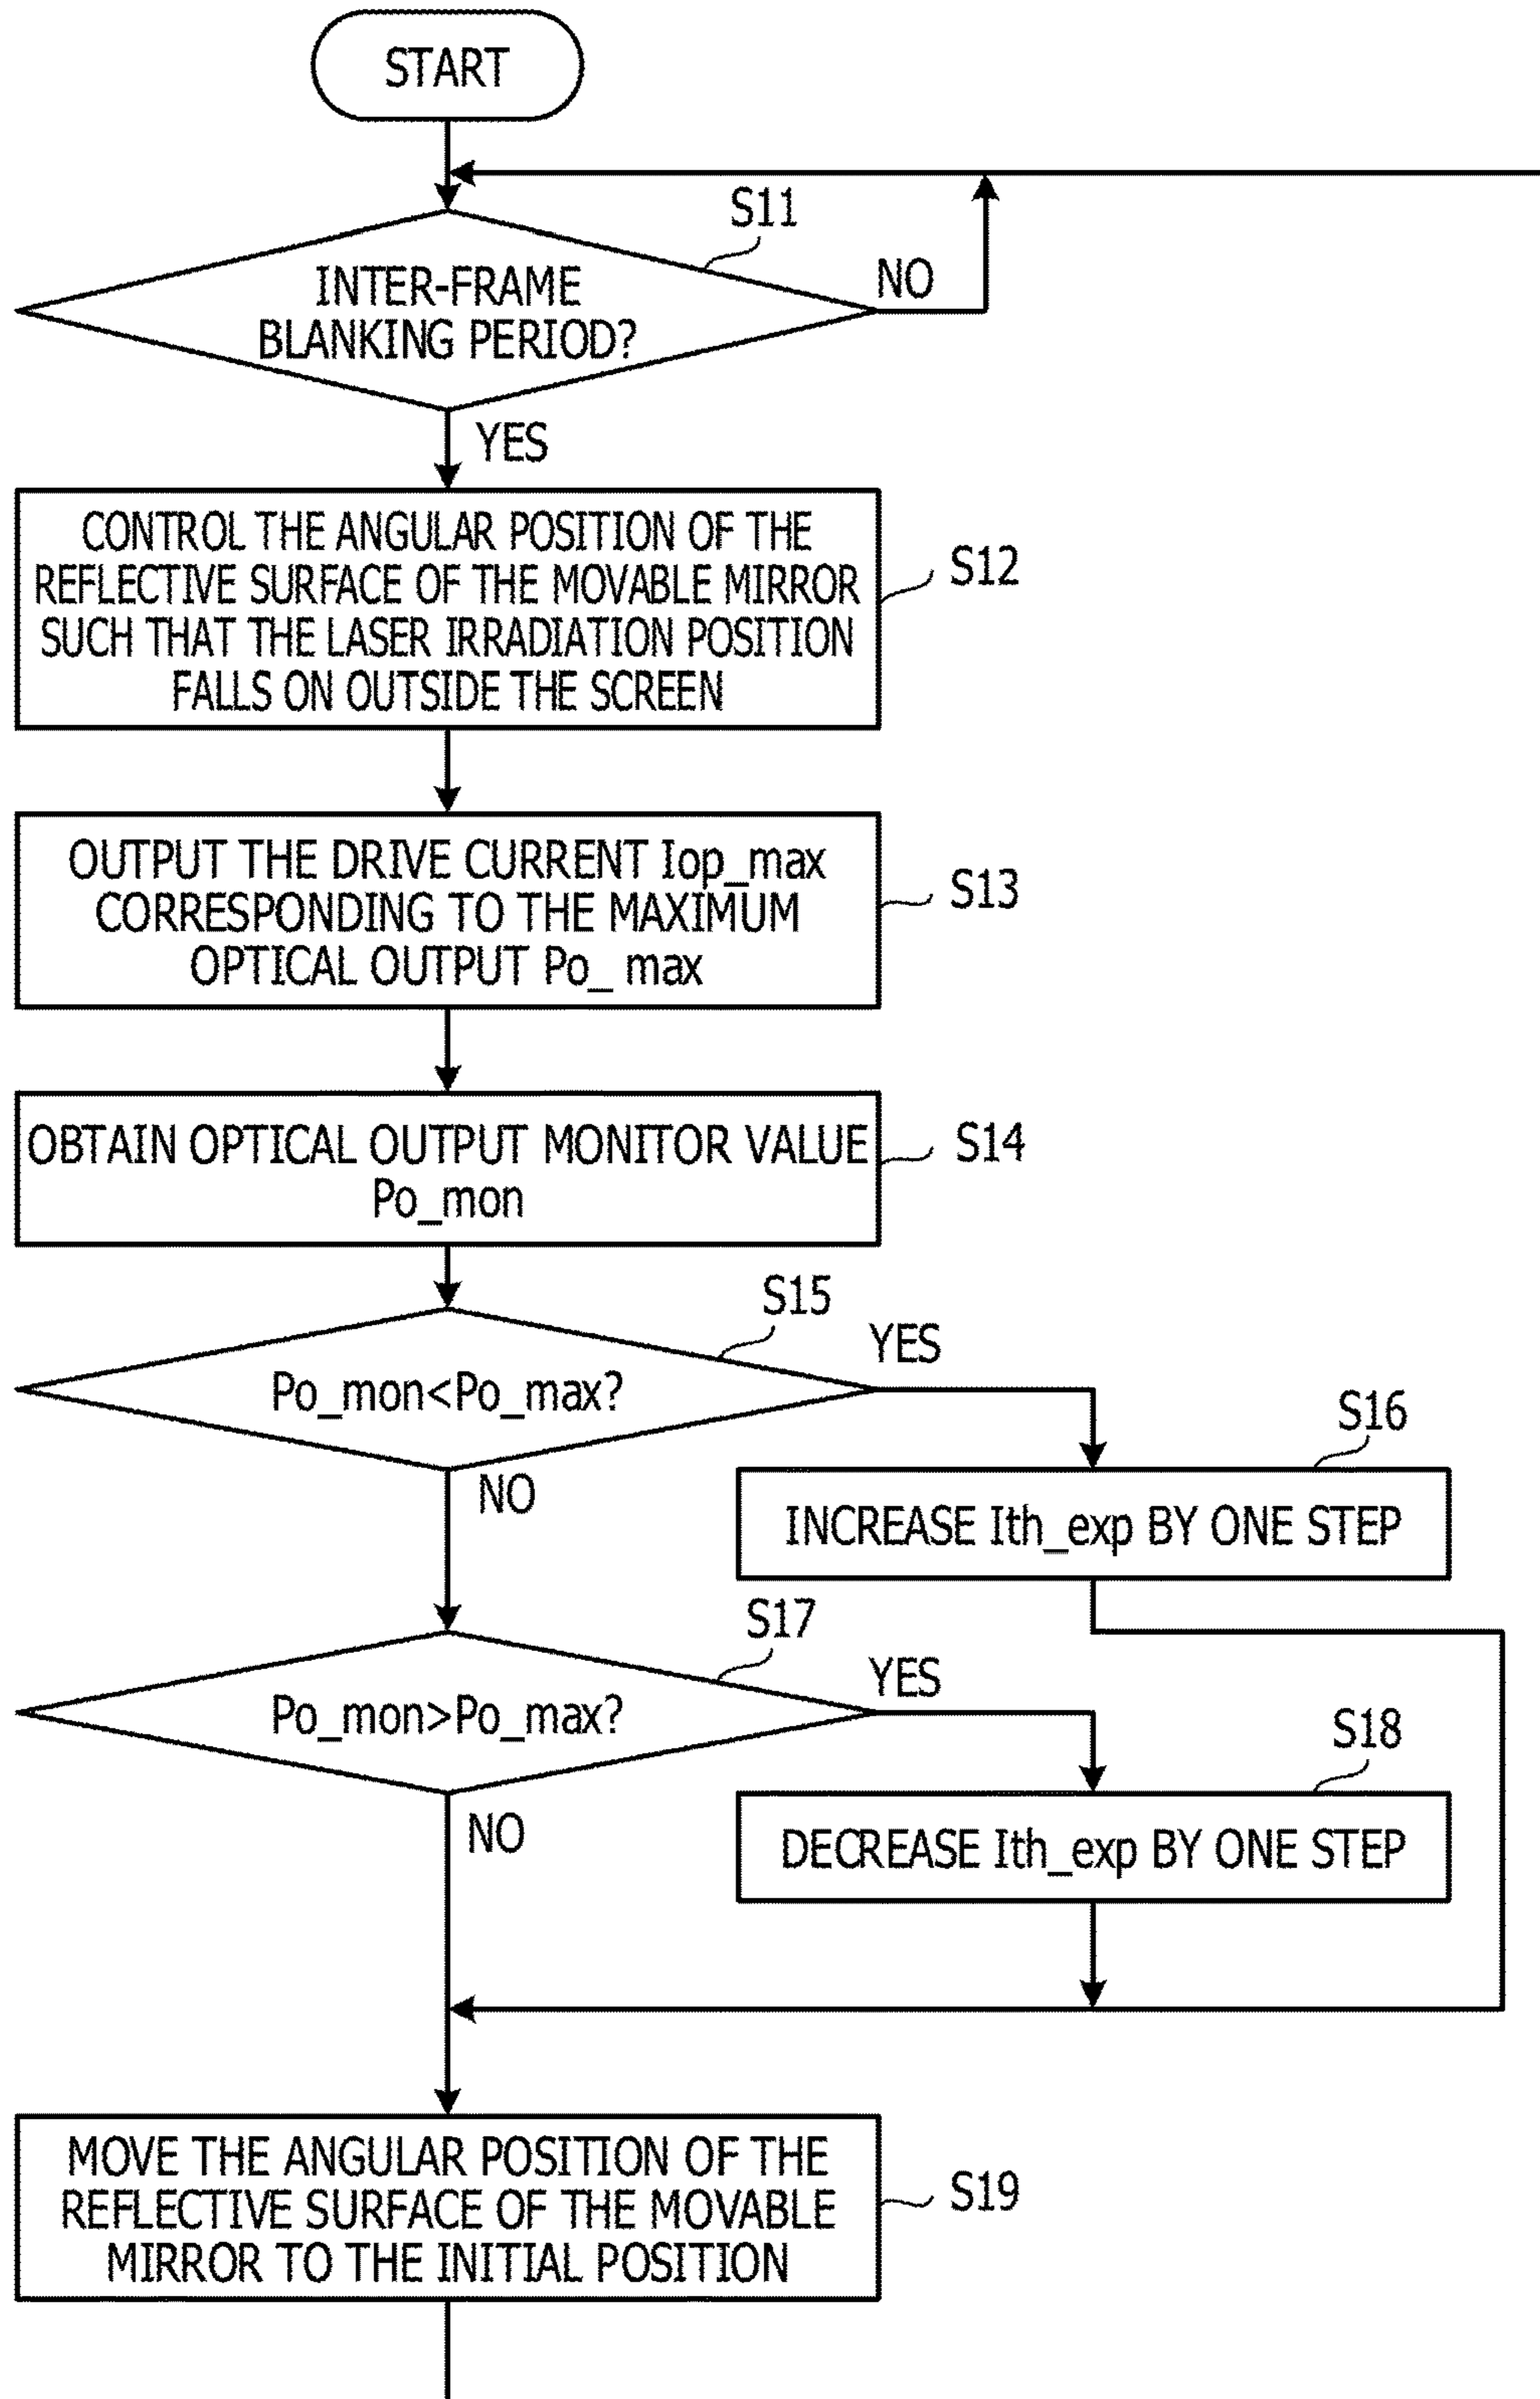 START
S11
INTER-FRAME
BLANKING PERIOD?
NO
YES
CONTROL THE ANGULAR POSITION OF THE
REFLECTIVE SURFACE OF THE MOVABLE MIRROR
SUCH THAT THE LASER IRRADIATION POSITION
FALLS ON OUTSIDE THE SCREEN
S12
OUTPUT THE DRIVE CURRENT Iop_max
CORRESPONDING TO THE MAXIMUM
OPTICAL OUTPUT Po_ max
S13
OBTAIN OPTICAL OUTPUT MONITOR VALUE
Po_mon
S14
S15
Po_mon<Po_max?
YES
NO
S16
INCREASE Ith_exp BY ONE STEP
S17
Po_mon>Po_max?
YES
NO
S18
DECREASE Ith_exp BY ONE STEP
MOVE THE ANGULAR POSITION OF THE
REFLECTIVE SURFACE OF THE MOVABLE
MIRROR TO THE INITIAL POSITION
S19